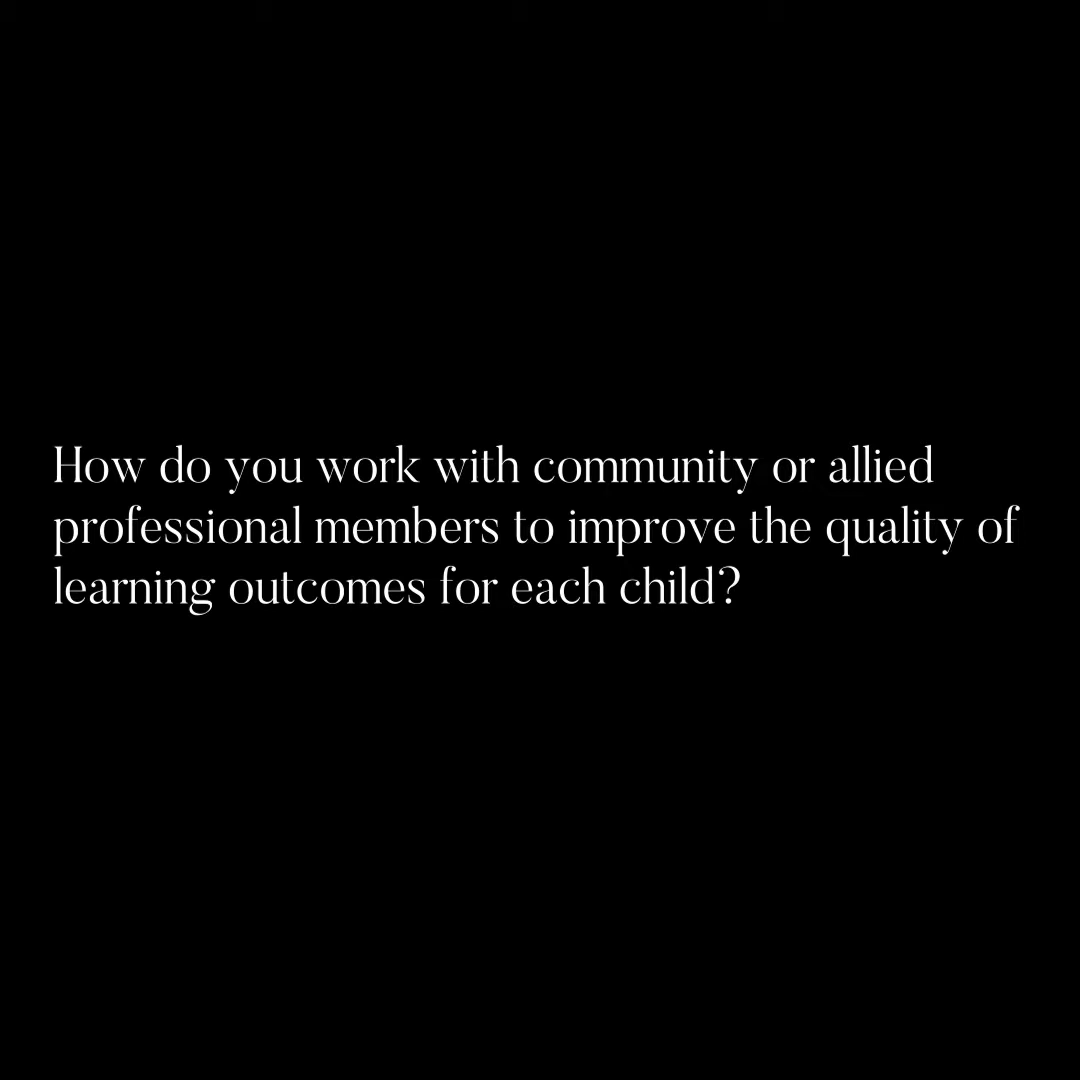 How do you work with community or allied
professional members to improve the quality of
learning outcomes for each child?